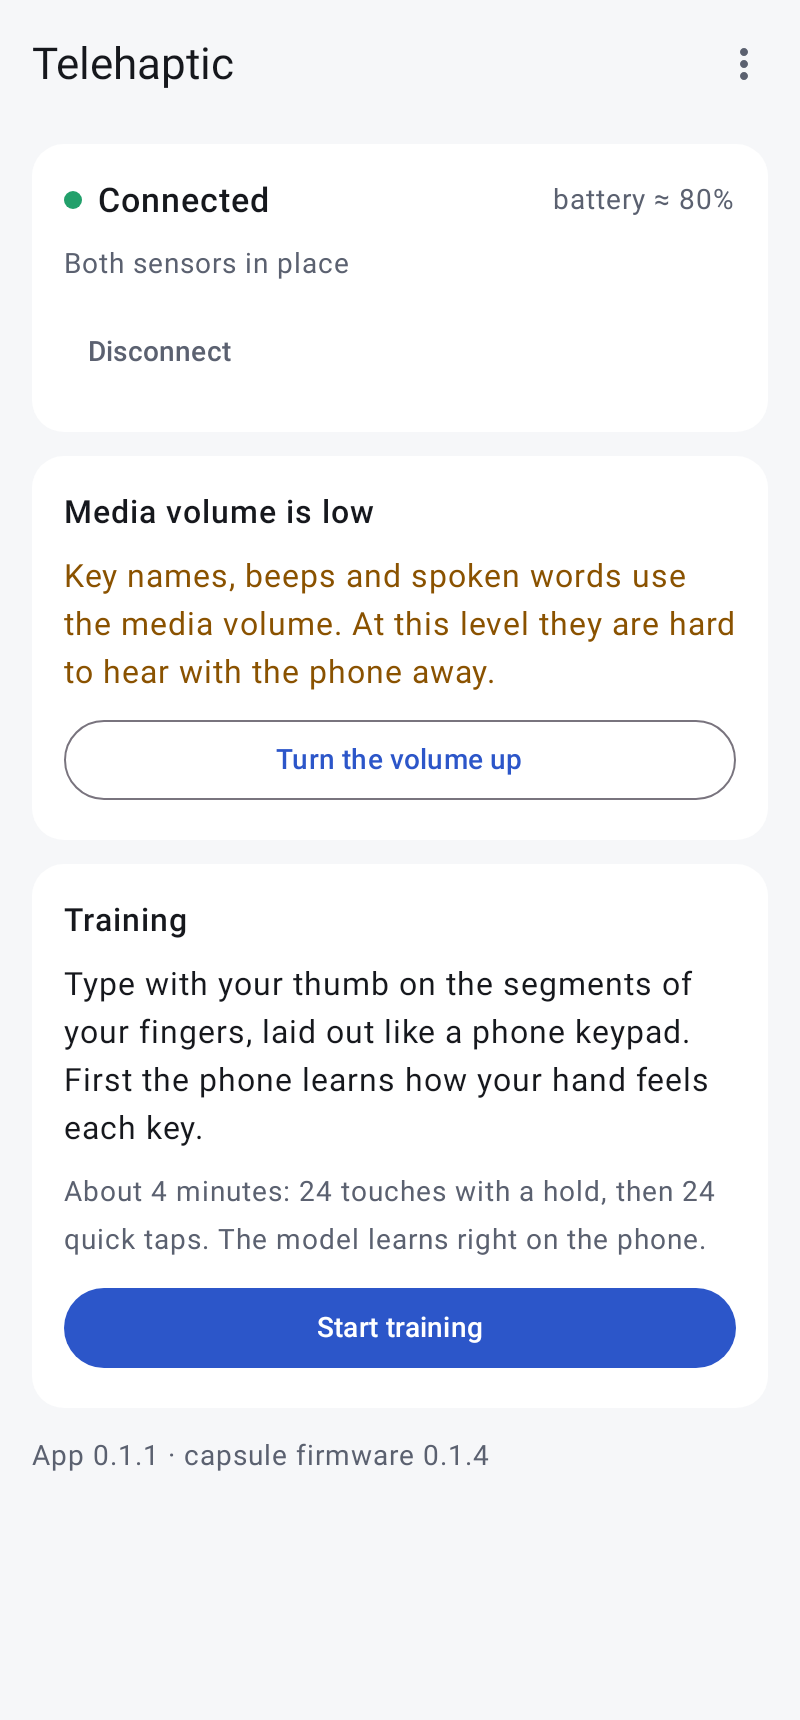 Telehaptic
Connected
battery ≈ 80%
Both sensors in place
Disconnect
Media volume is low
Key names, beeps and spoken words use
the media volume. At this level they are hard
to hear with the phone away.
Turn the volume up
Training
Type with your thumb on the segments of
your fingers, laid out like a phone keypad.
First the phone learns how your hand feels
each key.
About 4 minutes: 24 touches with a hold, then 24
quick taps. The model learns right on the phone.
Start training
App 0.1.1 · capsule firmware 0.1.4